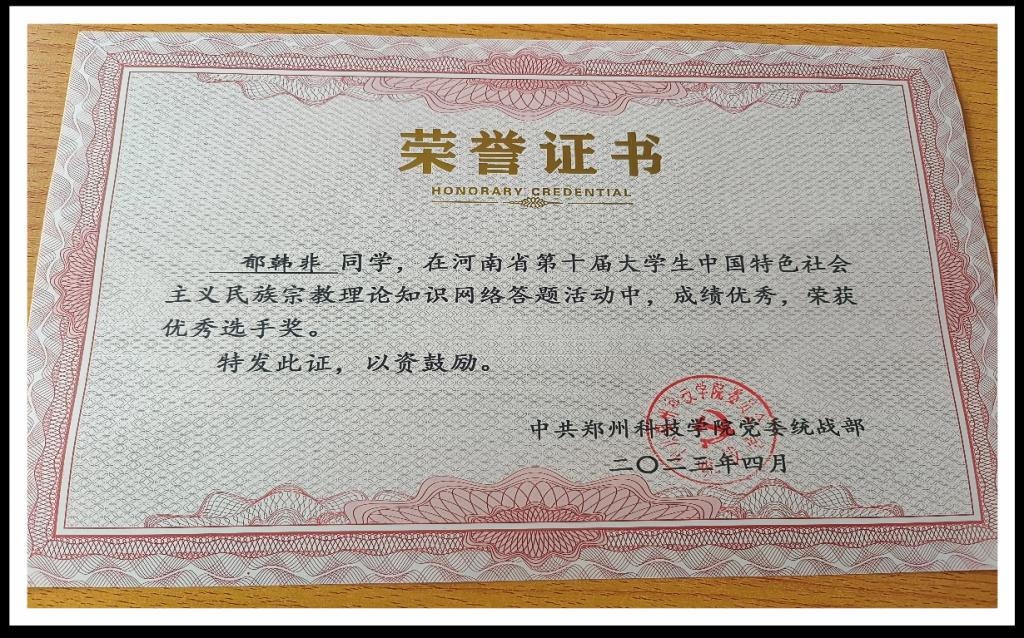 荣誉证书
HONORARY CREDENTIAL
郁韩非 同学，在河南省第十届大学生中国特色社会
主义民族宗教理论知识网络答题活动中，成绩优秀，荣获
优秀选手奖。
特发此证，以资鼓励。
中共郑州科技学院党委统战部
二〇二三年四月